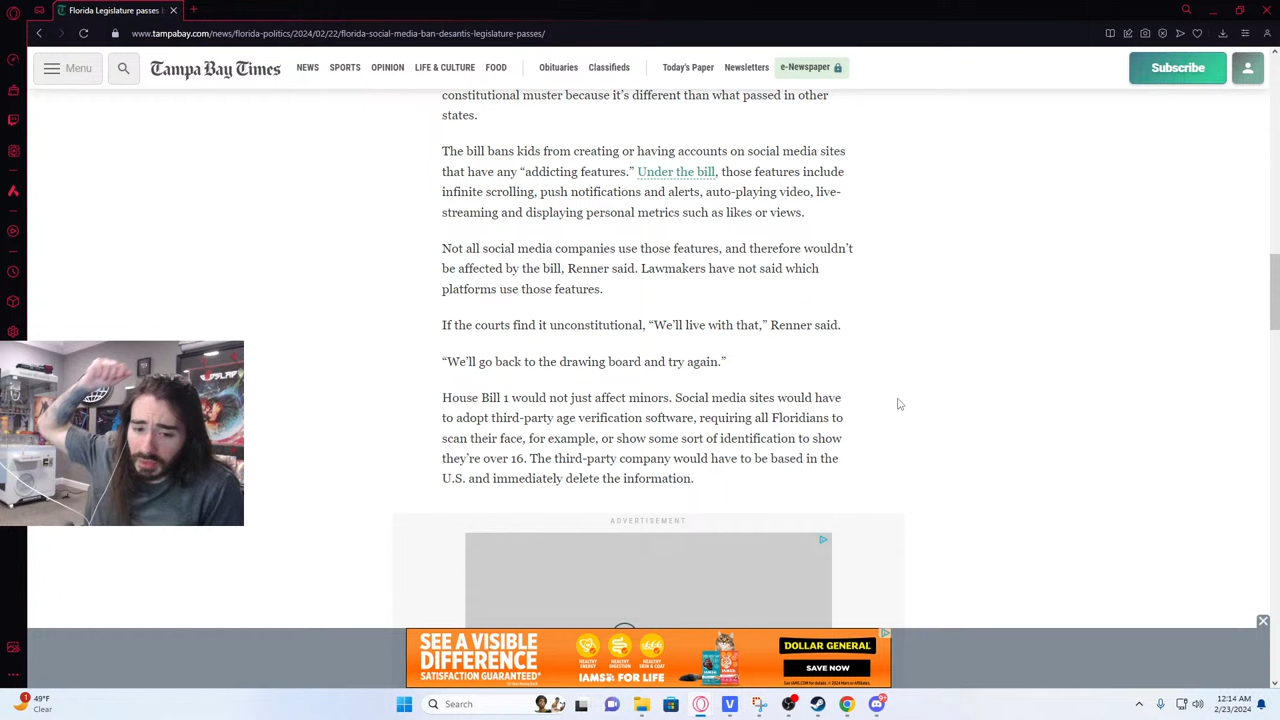 Florida Legislature passes
www.tampabay.com/news/florida-politics/2024/02/22/florida-social-media-ban-desantis-legislature-passes/
Menu
Tampa Bay Times
NEWS SPORTS OPINION LIFE & CULTURE FOOD
Obituaries Classifieds
Today's Paper Newsletters e-Newspaper
Subscribe
constitutional muster because it's different than what passed in other
states.
The bill bans kids from creating or having accounts on social media sites
that have any “addicting features.” Under the bill, those features include
infinite scrolling, push notifications and alerts, auto-playing video, live-
streaming and displaying personal metrics such as likes or views.
Not all social media companies use those features, and therefore wouldn't
be affected by the bill, Renner said. Lawmakers have not said which
platforms use those features.
If the courts find it unconstitutional, “We'll live with that,” Renner said.
“We'll go back to the drawing board and try again.”
House Bill 1 would not just affect minors. Social media sites would have
to adopt third-party age verification software, requiring all Floridians to
scan their face, for example, or show some sort of identification to show
they're over 16. The third-party company would have to be based in the
U.S. and immediately delete the information.
ADVERTISEMENT
SEE A VISIBLE
DIFFERENCE
SATISFACTION GUARANTEED
HEALTHY ENERGY
HEALTHY DIGESTION
HEALTHY SKIN & COAT
IAMS FOR LIFE
DOLLAR GENERAL
SAVE NOW
49°F
Clear
Search
12:14 AM
2/23/2024